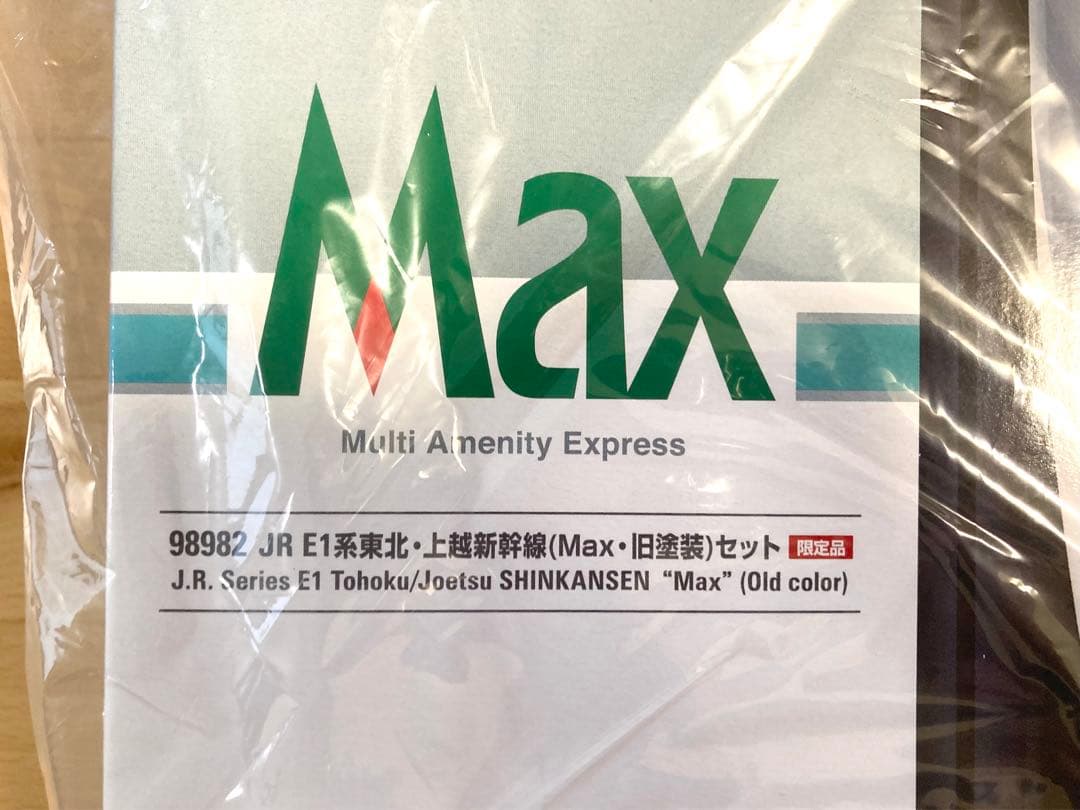 Max
Multi Amenity Express
98982 JR E1系東北・上越新幹線(Max・旧塗装)セット 限定品
J.R. Series E1 Tohoku/Joetsu SHINKANSEN “Max” (Old color)